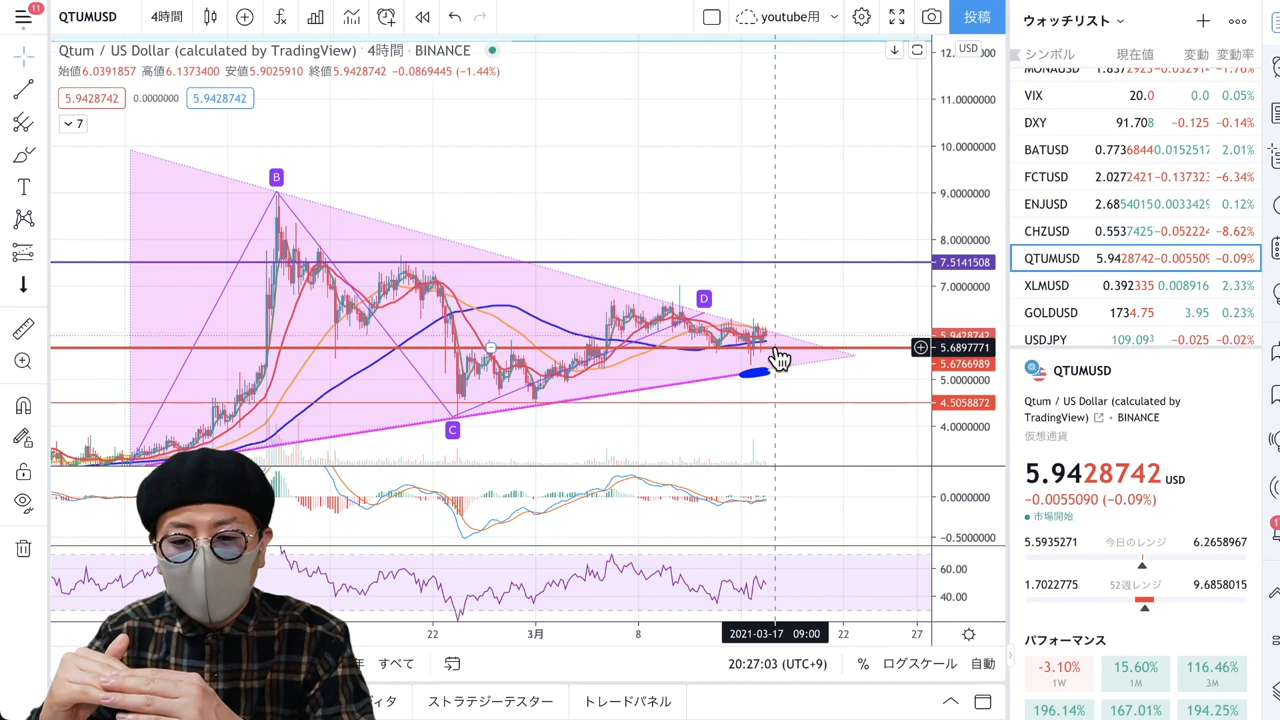 11
QTUMUSD
4時間
youtube用
投稿
Qtum / US Dollar (calculated by TradingView) · 4時間 · BINANCE
始値6.0391857 高値6.1373400 安値5.9025910 終値5.9428742 −0.0869445 (−1.44%)
5.9428742
0.0000000
5.9428742
7
USD
11.0000000
10.0000000
9.0000000
8.0000000
7.5141508
7.0000000
5.9428742
5.6897771
5.6766989
5.0000000
4.5058872
4.0000000
0.0000000
−0.5000000
60.00
40.00
B
D
C
22
3月
8
2021-03-17 09:00
22
27
すべて
20:27:03 (UTC+9)
%
ログスケール
自動
ストラテジーテスター
トレードパネル
ウォッチリスト
シンボル 現在値 変動 変動率
MONAUSD
VIX 20.0 0.0 0.05%
DXY 91.708 −0.125 −0.14%
BATUSD 0.7736844 0.0152517 2.01%
FCTUSD 2.0272421 −0.137323 −6.34%
ENJUSD 2.6854015 0.0033429 0.12%
CHZUSD 0.5537425 −0.052224 −8.62%
QTUMUSD 5.9428742 −0.005509 −0.09%
XLMUSD 0.392335 0.008916 2.33%
GOLDUSD 1734.75 3.95 0.23%
USDJPY 109.093 −0.025 −0.02%
QTUMUSD
Qtum / US Dollar (calculated by
TradingView) • BINANCE
仮想通貨
5.9428742 USD
−0.0055090 (−0.09%)
市場開始
5.5935271 今日のレンジ 6.2658967
1.7022775 52週レンジ 9.6858015
パフォーマンス
-3.10% 15.60% 116.46%
1W 1M 3M
196.14% 167.01% 194.25%